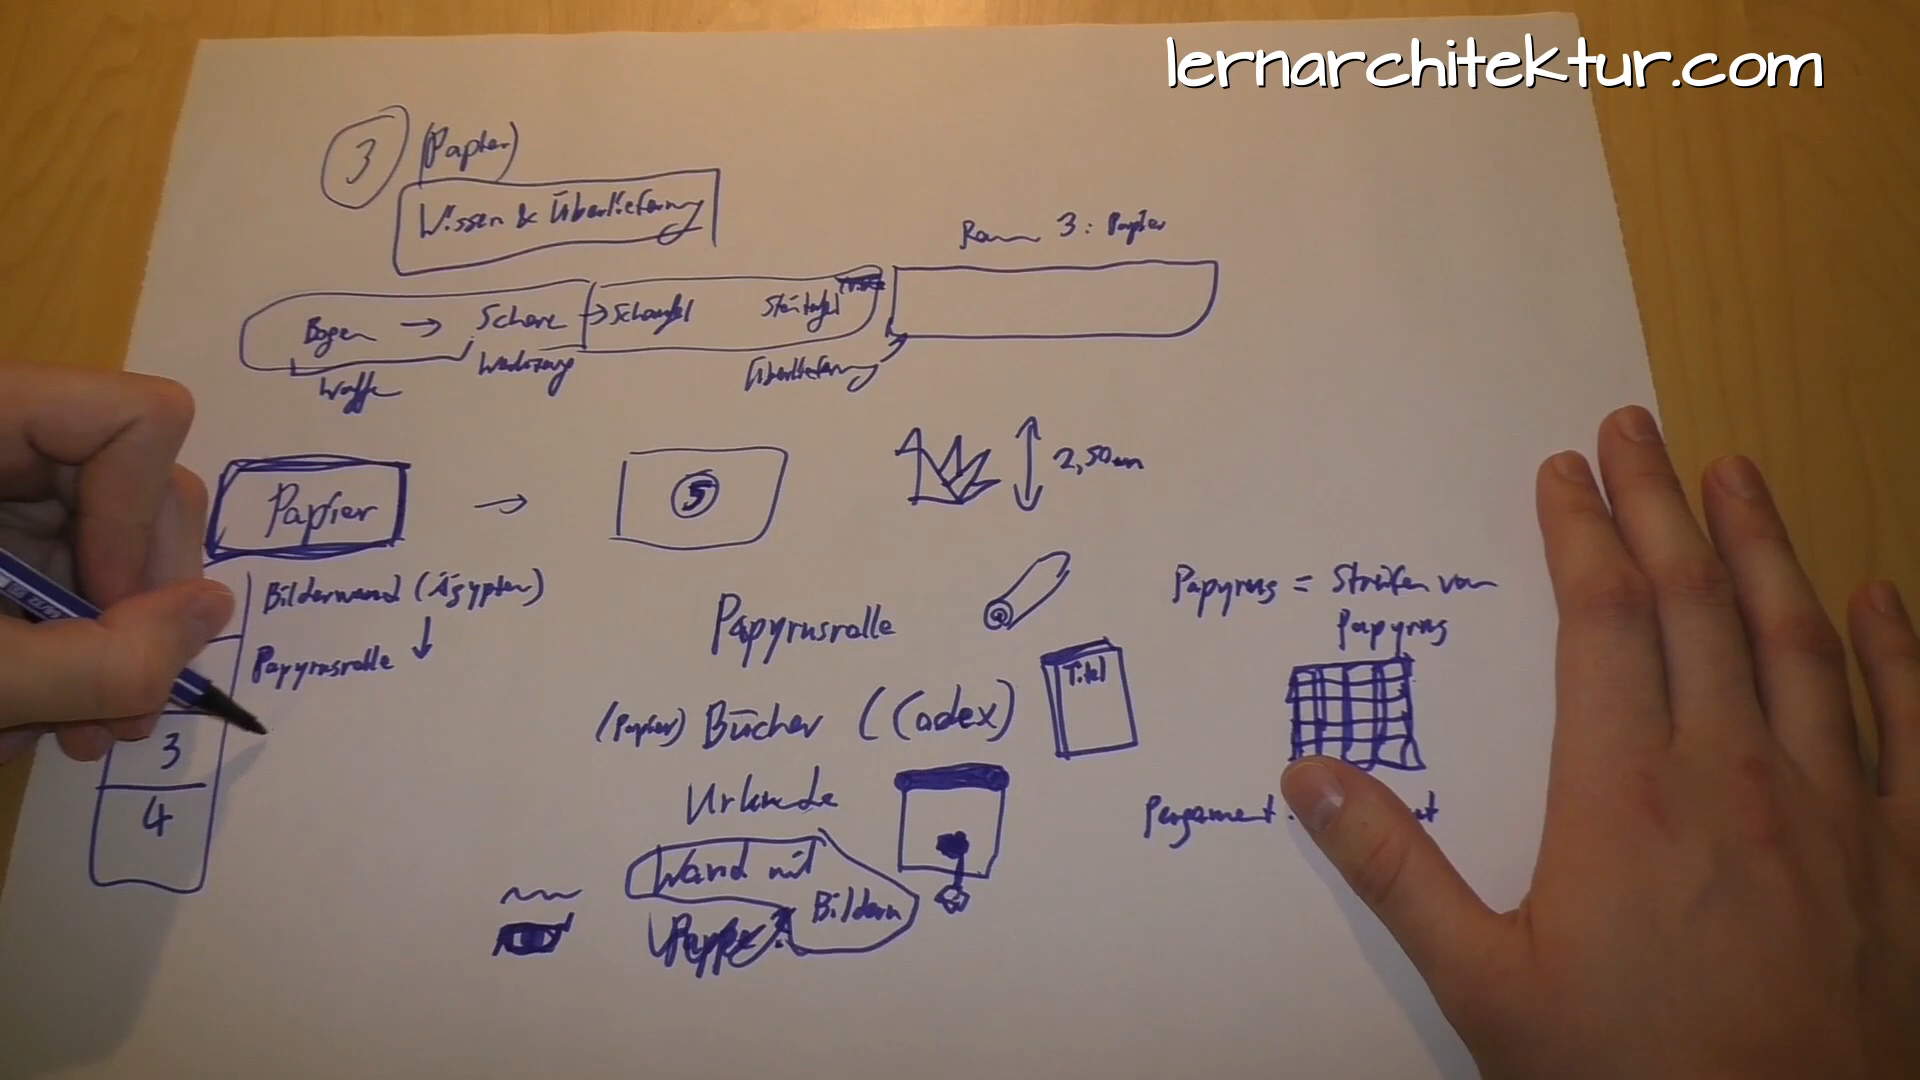 lernarchitektur.com
3 (Papier)
Wissen & Überlieferung
Raum 3: Papier
Bogen → Schere → Schaufel Steintafel
Waffe Werkzeug Überlieferung
Papier → 5
2,50m
Bilderwand (Ägypten)
Papyrusrolle
3
4
Papyrusrolle
(Papier) Bücher (Codex)
Titel
Urkunde
Wand mit
Bildern
Papyrus = Streifen von
Papyrus
Pergament